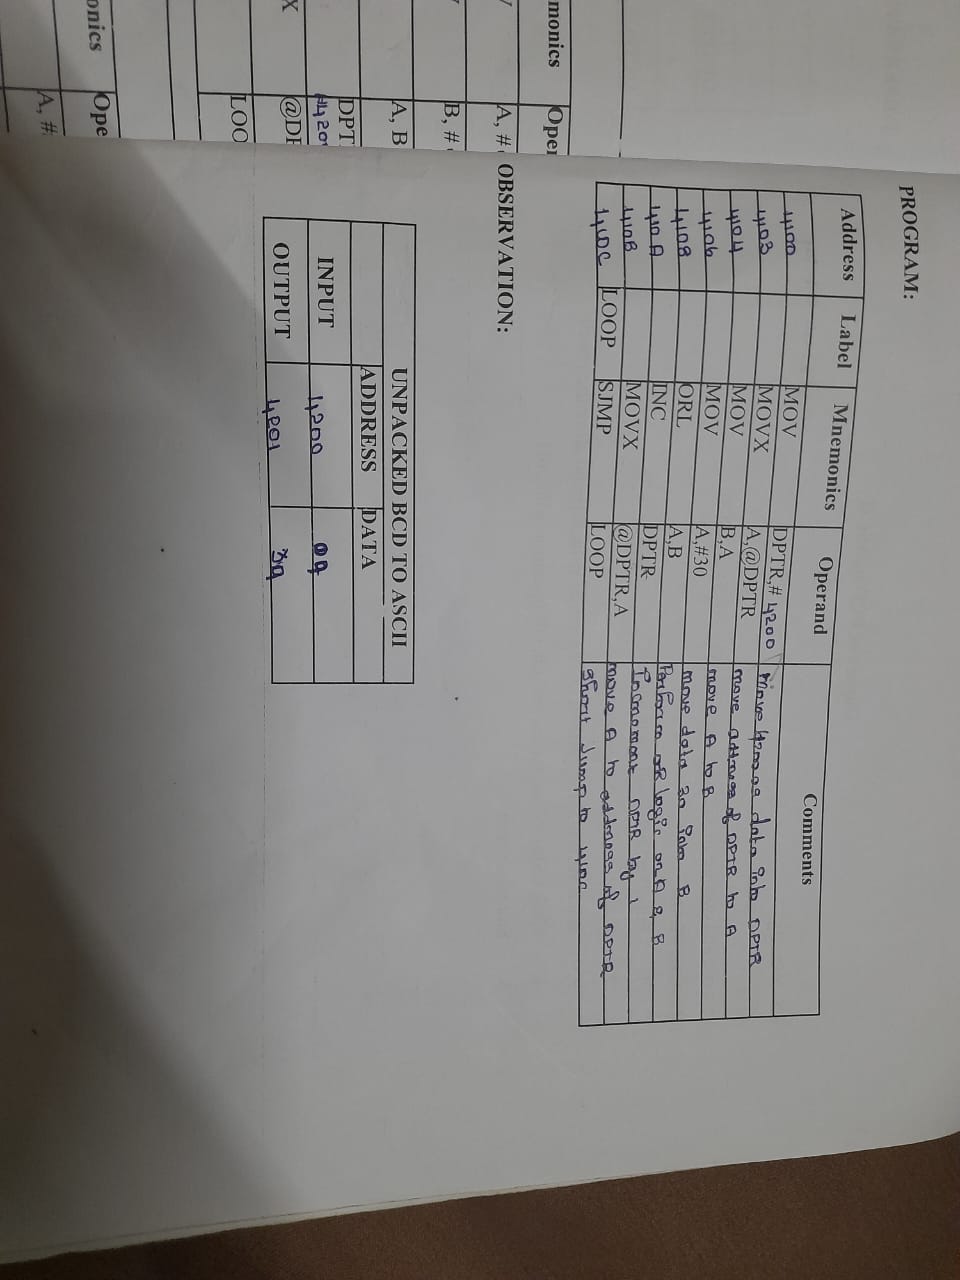 PROGRAM:
Address Label Mnemonics Operand Comments
4100 MOV DPTR,# 4200 move data into DPTR
4103 MOVX A,@DPTR move address of DPTR to A
4104 MOV B,A move A to B
4106 MOV A,#30 move data 30 into B
4108 ORL A,B Perform OR logic on A & B
410A INC DPTR Increment DPTR by 1
410B MOVX @DPTR,A move A to address of DPTR
410C LOOP SJMP LOOP Short Jump to 410C
OBSERVATION:
UNPACKED BCD TO ASCII
ADDRESS DATA
INPUT 4200 09
OUTPUT 4201 39
monics Oper
A, #
B, #
A, B
DPT
#420
X @DP
LOO
onics Ope
A, #